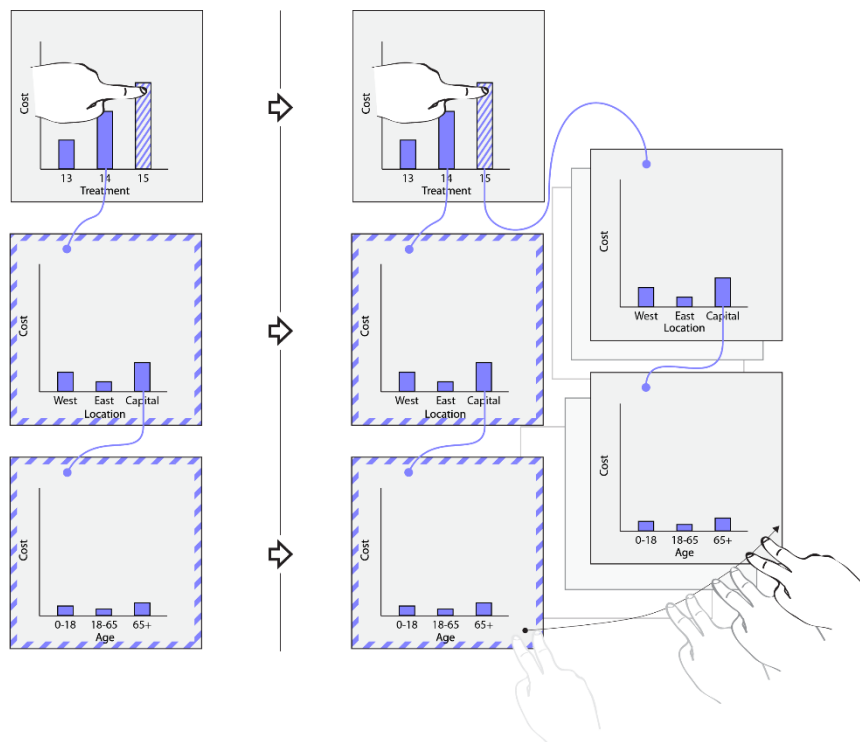 Cost
13 14 15
Treatment
Cost
West East Capital
Location
Cost
0-18 18-65 65+
Age
Cost
13 14 15
Treatment
Cost
West East Capital
Location
Cost
0-18 18-65 65+
Age
Cost
West East Capital
Location
Cost
0-18 18-65 65+
Age